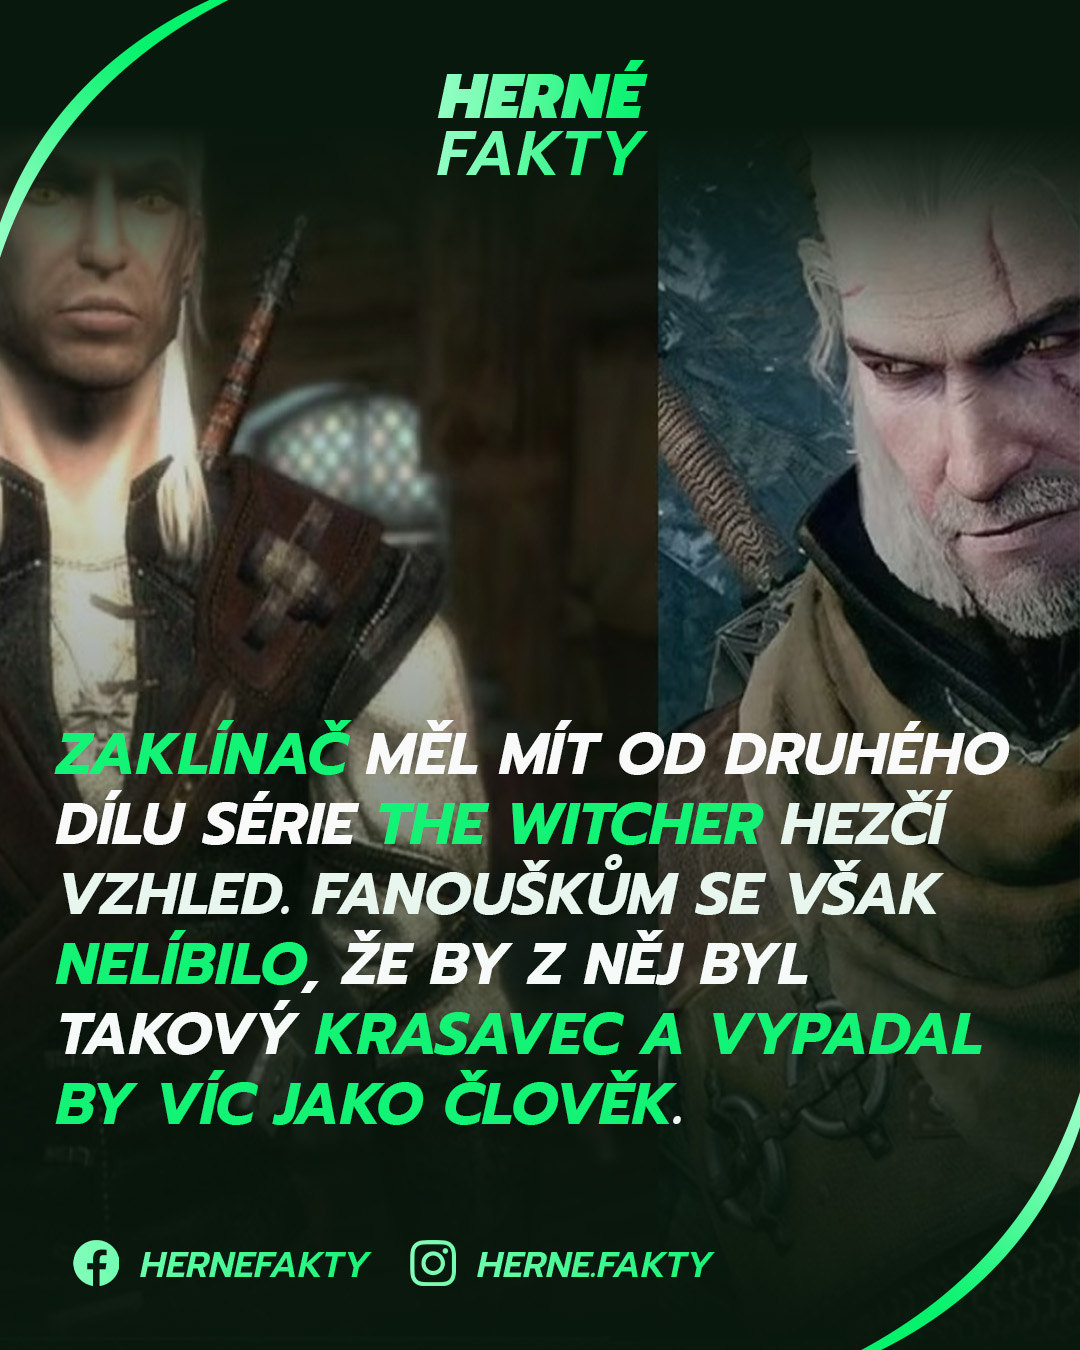 HERNÉ
FAKTY
ZAKLÍNAČ MĚL MÍT OD DRUHÉHO
DÍLU SÉRIE THE WITCHER HEZČÍ
VZHLED. FANOUŠKŮM SE VŠAK
NELÍBILO, ŽE BY Z NĚJ BYL
TAKOVÝ KRASAVEC A VYPADAL
BY VÍC JAKO ČLOVĚK.
HERNEFAKTY HERNE.FAKTY